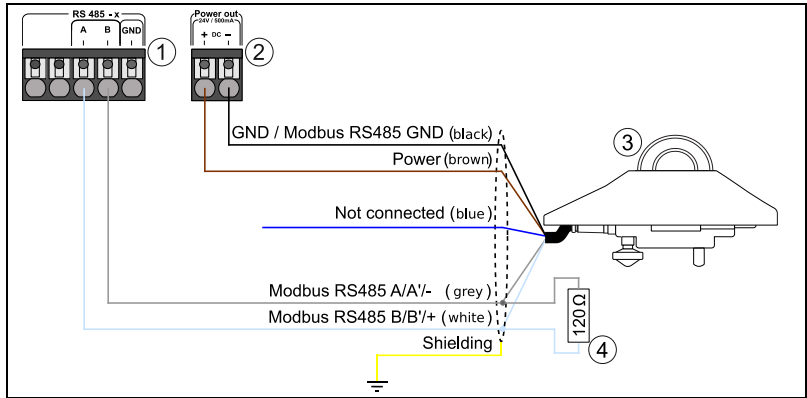 RS 485 - x
A B GND
1
Power out
24V / 500mA
+ DC -
2
GND / Modbus RS485 GND (black)
Power (brown)
3
Not connected (blue)
Modbus RS485 A/A'/- (grey)
Modbus RS485 B/B'/+ (white)
120 Ω
Shielding
4